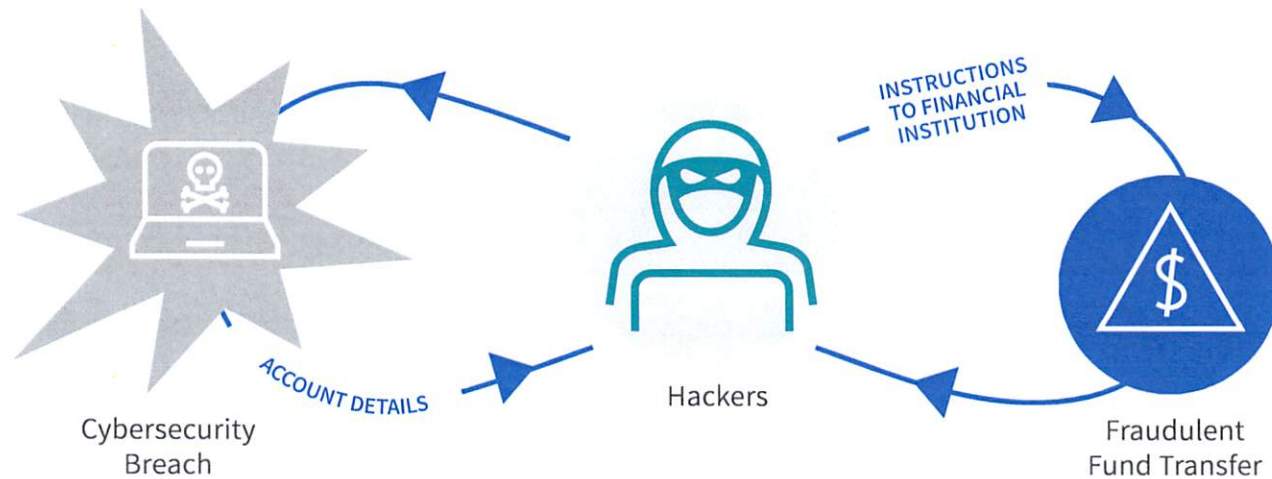 INSTRUCTIONS
TO FINANCIAL
INSTITUTION
$
ACCOUNT DETAILS
Hackers
Cybersecurity
Breach
Fraudulent
Fund Transfer